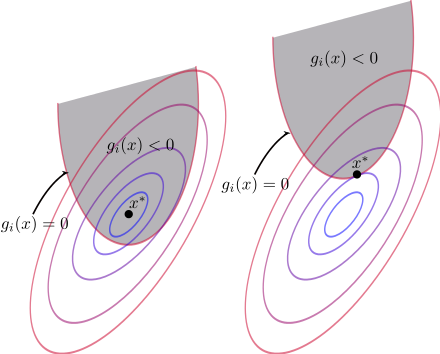 g_i(x) < 0
x*
g_i(x) = 0
g_i(x) < 0
x*
g_i(x) = 0